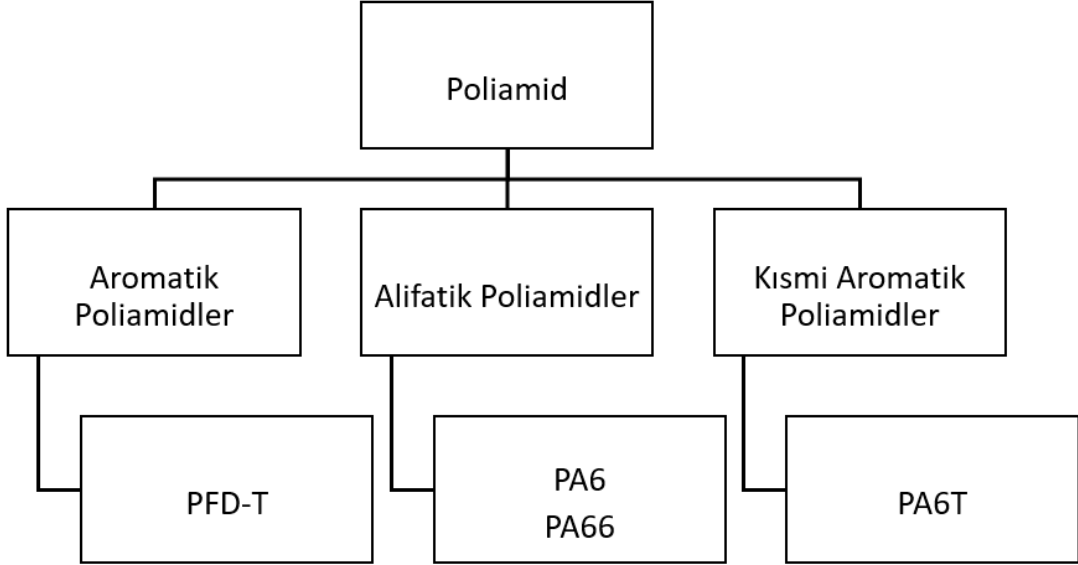 Poliamid
Aromatik
Poliamidler
Alifatik Poliamidler
Kısmi Aromatik
Poliamidler
PFD-T
PA6
PA66
PA6T